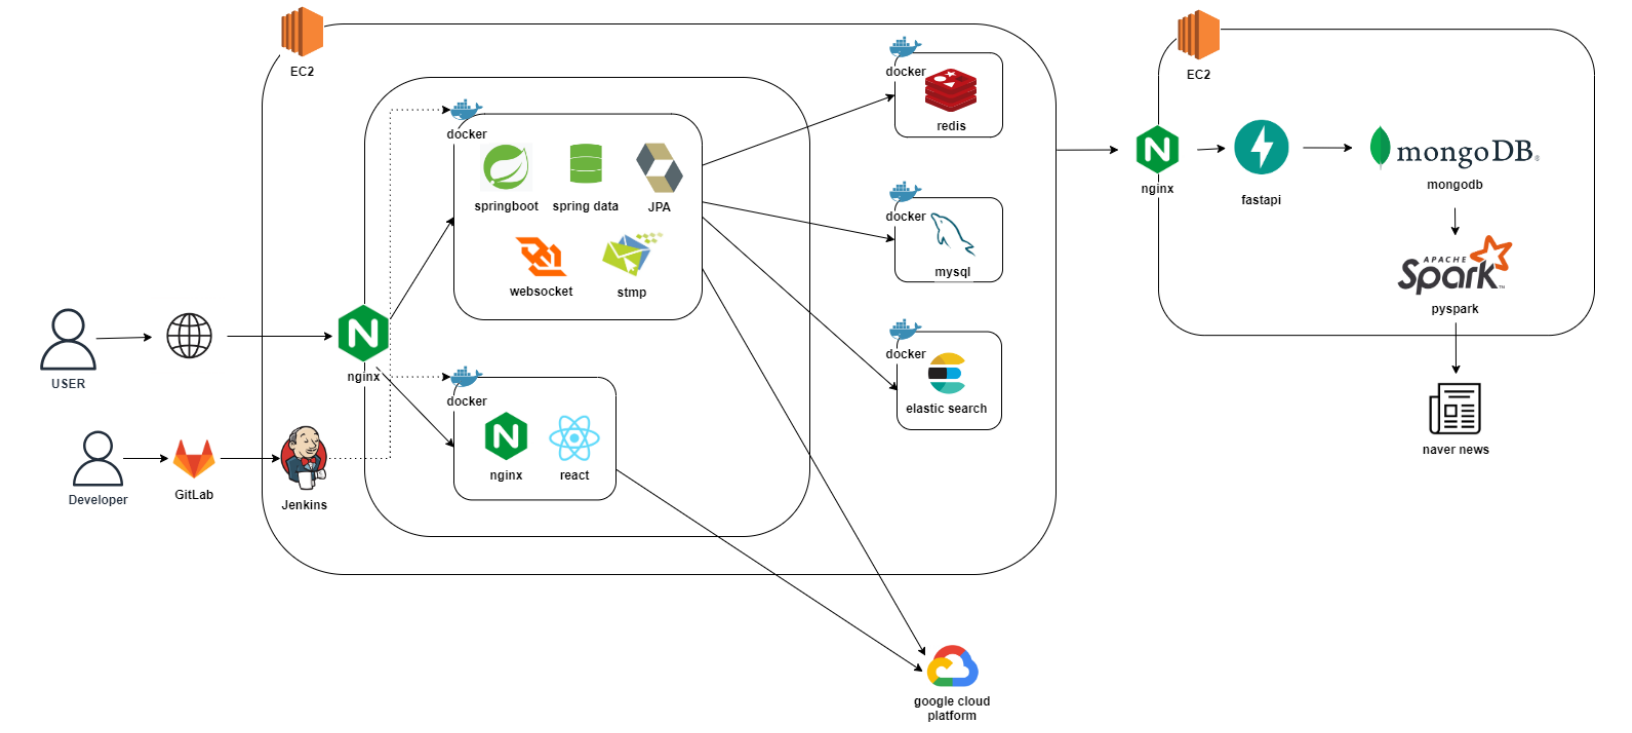 EC2
docker
springboot
spring data
JPA
websocket
stmp
docker
redis
docker
mysql
docker
elastic search
USER
nginx
docker
nginx
react
Developer
GitLab
Jenkins
google cloud
platform
EC2
nginx
fastapi
mongoDB
mongodb
APACHE
Spark
pyspark
naver news